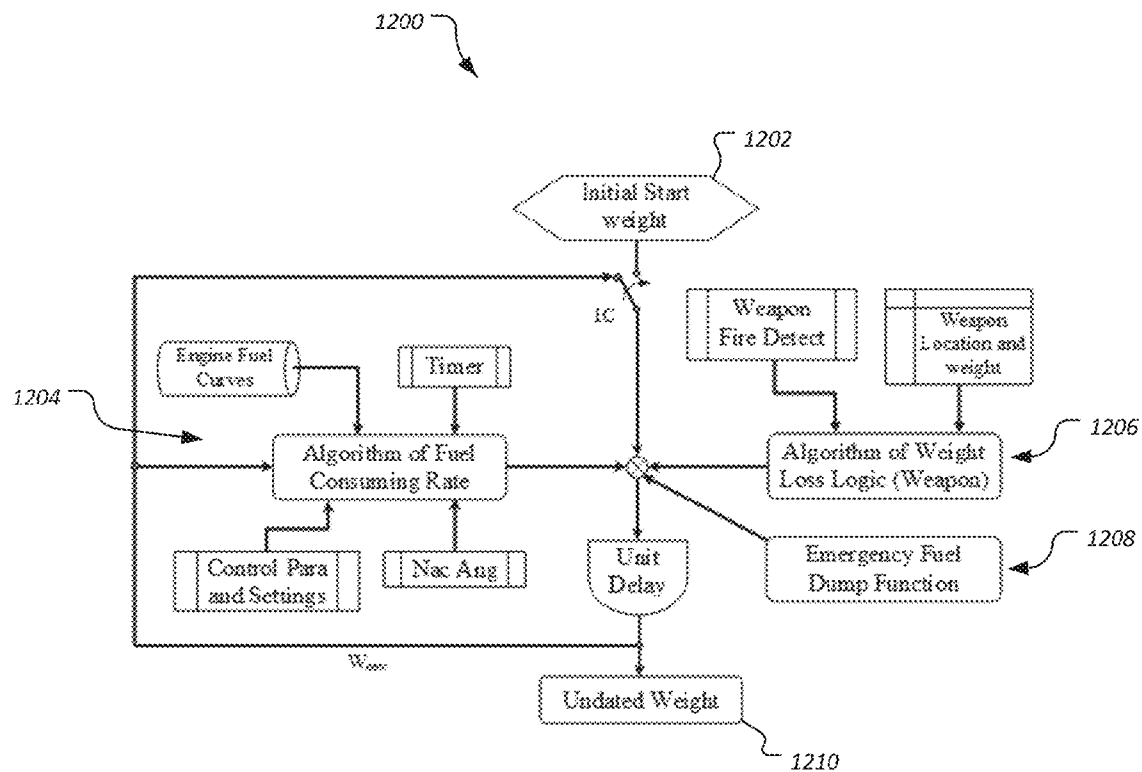 1200
1202
Initial Start
weight
IC
Weapon
Fire Detect
Weapon
Location and
weight
Engine Fuel
Curves
Timer
1204
Algorithm of Fuel
Consuming Rate
Algorithm of Weight
Loss Logic (Weapon)
1206
Control Para
and Settings
Nac Ang
Unit
Delay
Emergency Fuel
Dump Function
1208
Undated Weight
1210